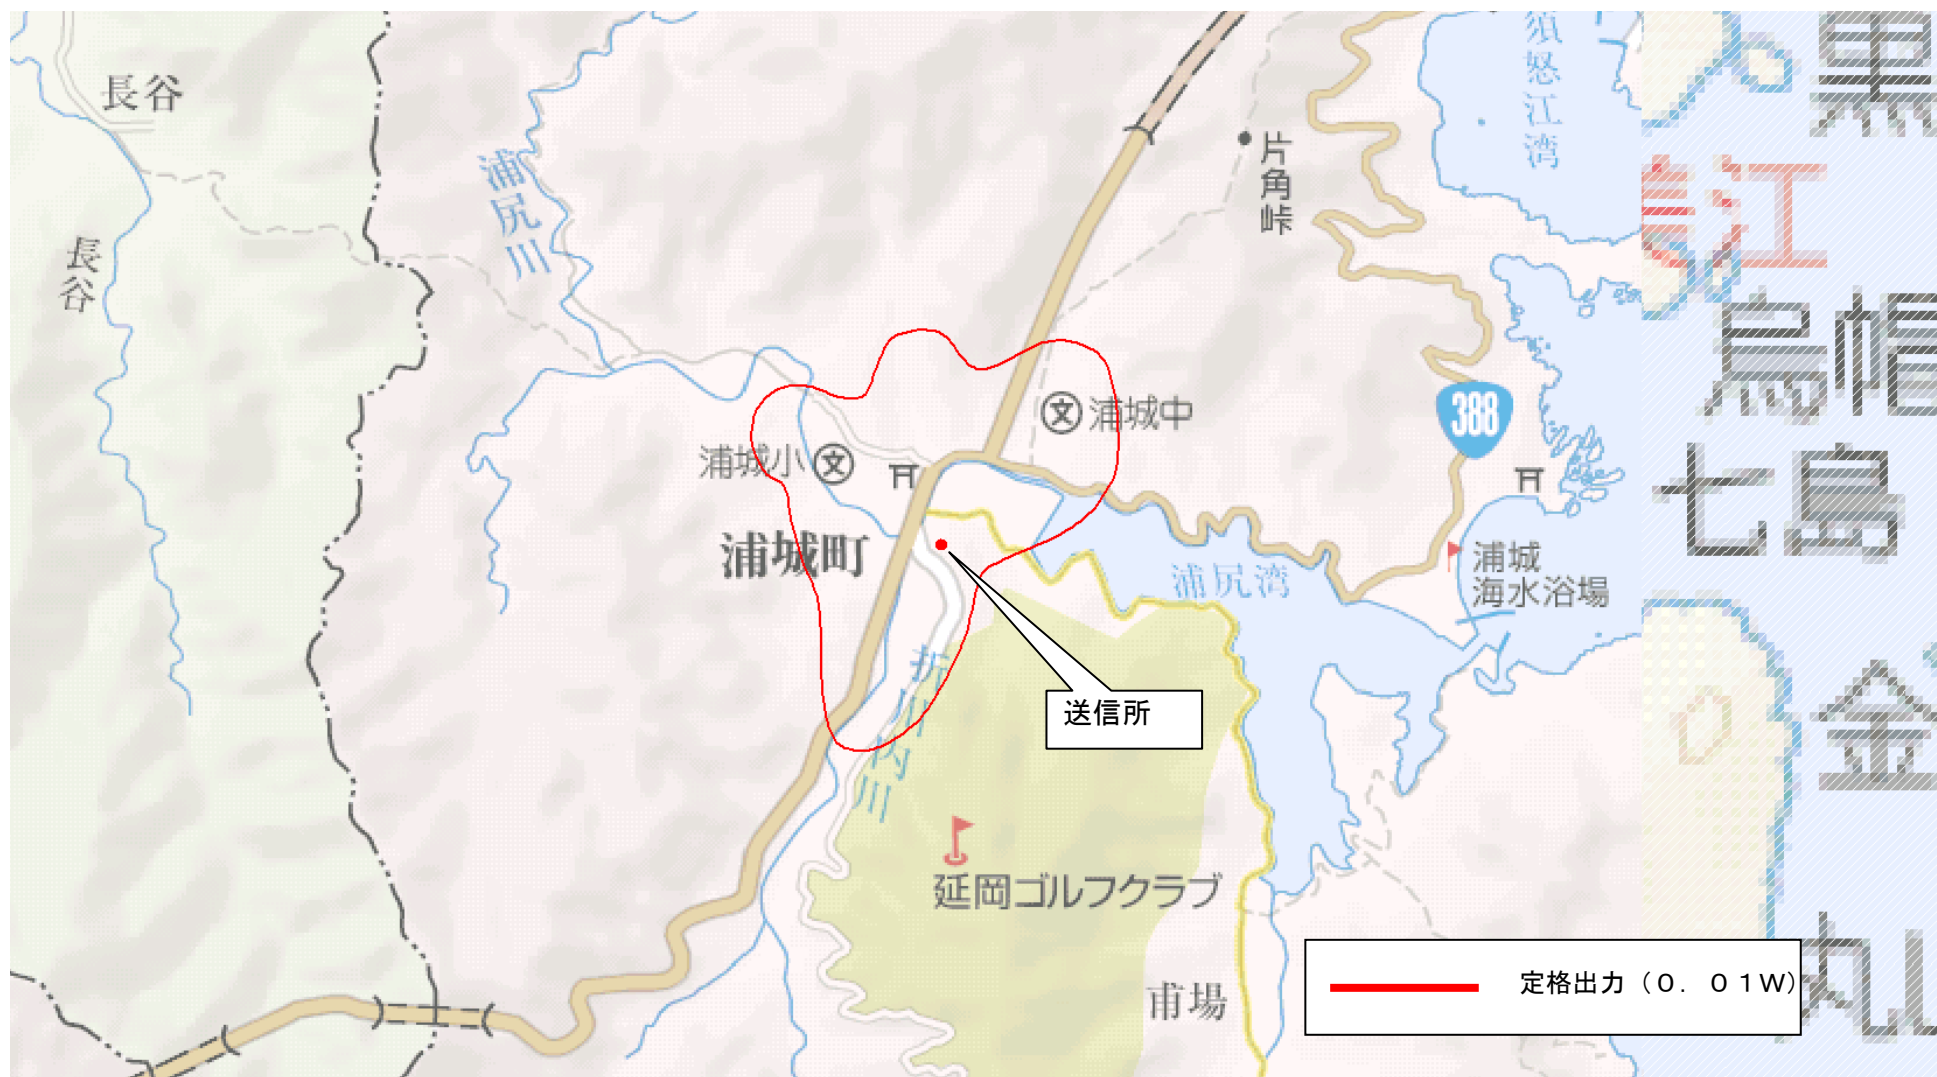 長谷
長谷
浦尻川
片角峠
須怒江湾
黒
江
烏帽
七島
388
浦城中
浦城小
浦城町
浦尻湾
浦城
海水浴場
送信所
折川内川
金
延岡ゴルフクラブ
定格出力（０．０１W）